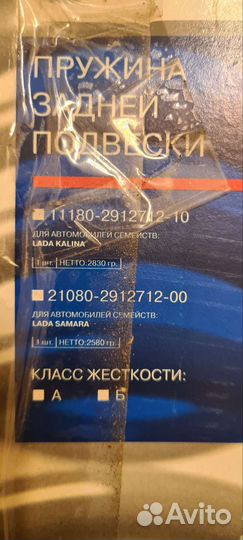 ПРУЖИНА
ЗАДНЕЙ
ПОДВЕСКИ
11180-2912712-10
ДЛЯ АВТОМОБИЛЕЙ СЕМЕЙСТВ:
LADA KALINA
1 шт. НЕТТО: 2830 гр.
21080-2912712-00
ДЛЯ АВТОМОБИЛЕЙ СЕМЕЙСТВ:
LADA SAMARA
1 шт. НЕТТО: 2580 гр.
КЛАСС ЖЕСТКОСТИ:
А Б
Avito